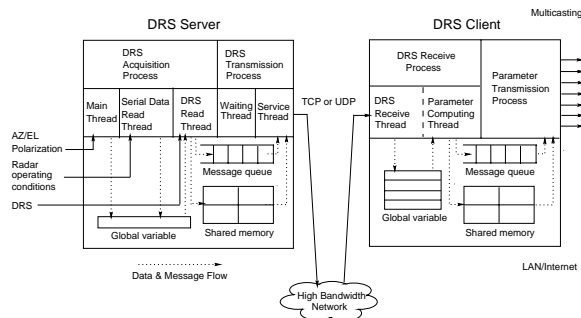 DRS Server
DRS Client
Multicasting
DRS
Acquisition
Process
DRS
Transmission
Process
DRS Receive
Process
Parameter
Transmission
Process
Main
Thread
Serial Data
Read
Thread
DRS
Read
Thread
Waiting
Thread
Service
Thread
TCP or UDP
DRS
Receive
Thread
Parameter
Computing
Thread
AZ/EL
Polarization
Radar
operating
conditions
DRS
Message queue
Global variable
Shared memory
Message queue
Global variable
Shared memory
Data & Message Flow
High Bandwidth
Network
LAN/Internet